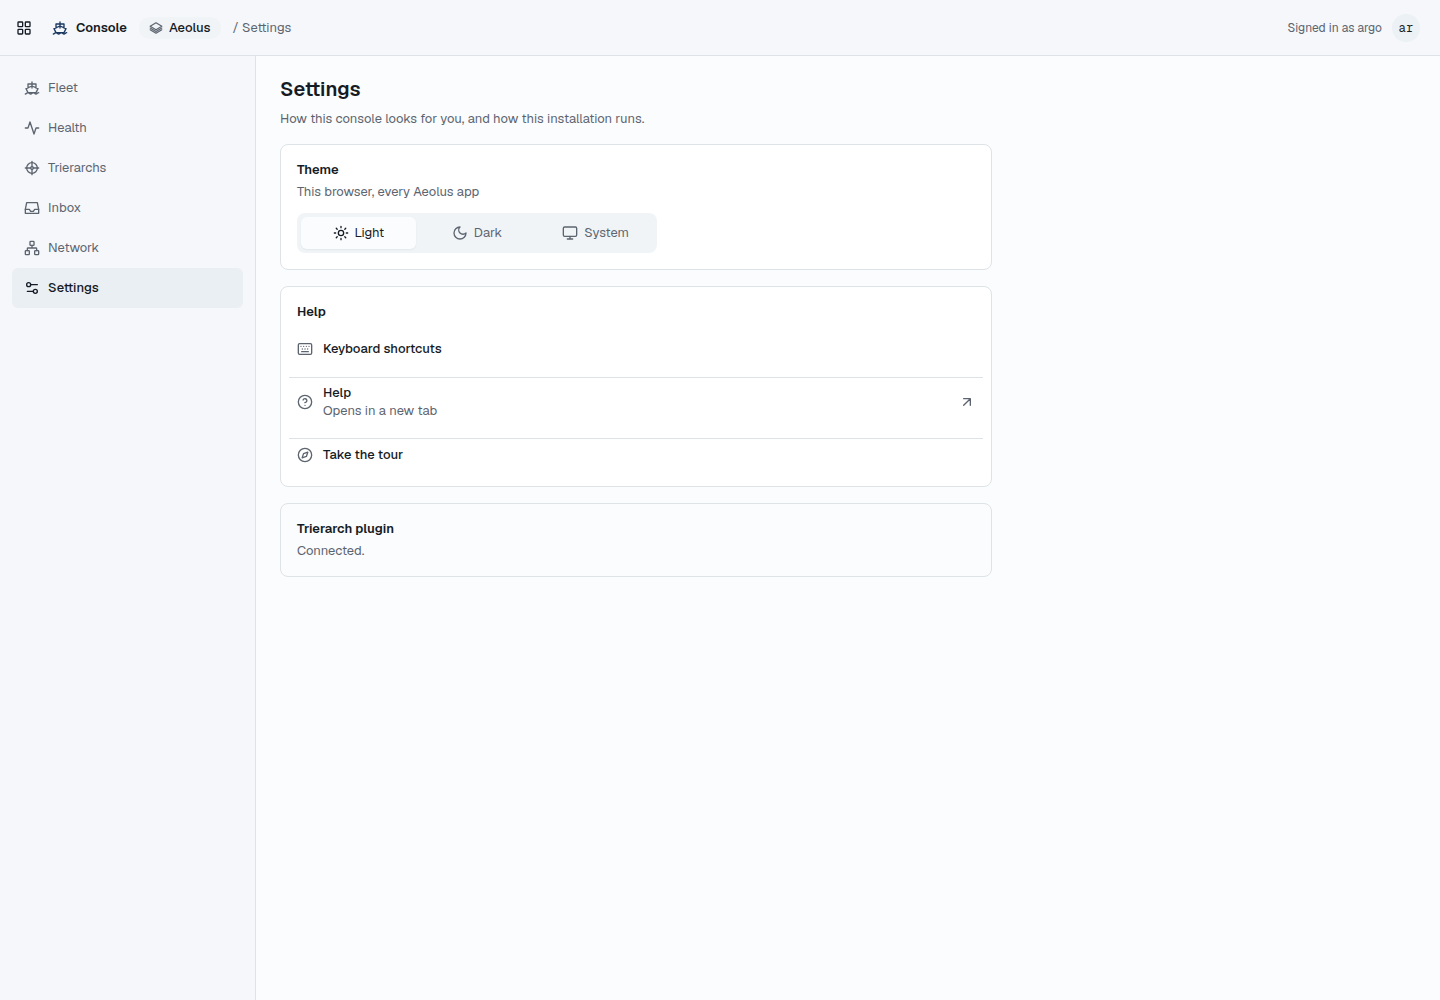 Console
Aeolus
/ Settings
Signed in as argo
ar
Fleet
Health
Trierarchs
Inbox
Network
Settings
Settings
How this console looks for you, and how this installation runs.
Theme
This browser, every Aeolus app
Light
Dark
System
Help
Keyboard shortcuts
Help
Opens in a new tab
Take the tour
Trierarch plugin
Connected.